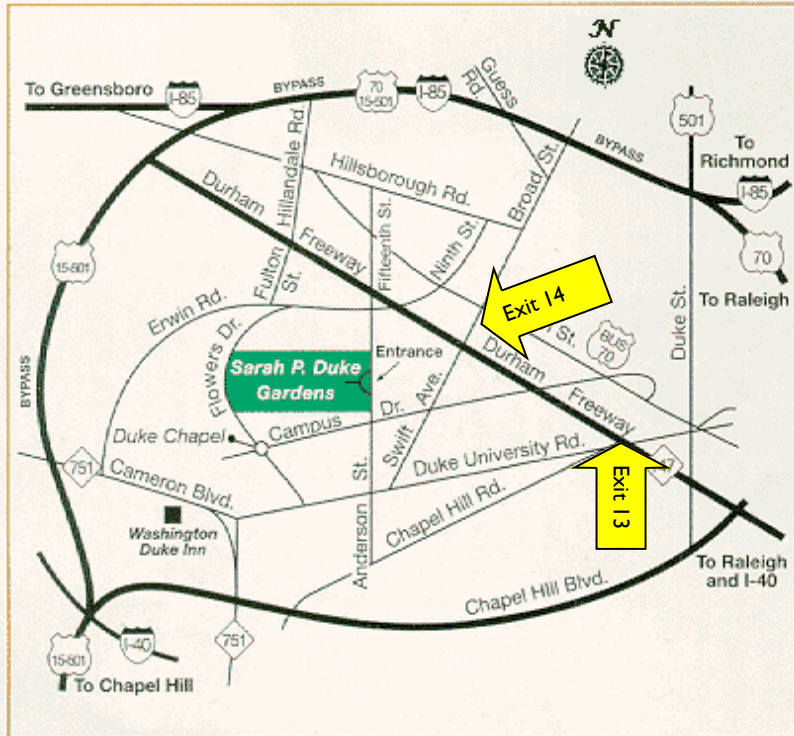 N
Guess
Rd.
To Greensboro
I-85
BYPASS
70
15-501
I-85
BYPASS
501
To
Richmond
I-85
70
To Raleigh
Hillandale Rd.
Hillsborough Rd.
Broad St.
Durham
Freeway
Fifteenth St.
Ninth St.
Duke St.
15-501
Fulton
St.
Erwin Rd.
Exit 14
St.
BUS
70
BYPASS
Flowers Dr.
Sarah P. Duke
Gardens
Entrance
Durham
Freeway
Campus
Dr.
Swift
Ave.
Duke Chapel
751
Cameron Blvd.
Duke University Rd.
Exit 13
Washington
Duke Inn
Anderson
St.
Chapel Hill Rd.
To Raleigh
and I-40
Chapel Hill Blvd.
751
I-40
15-501
To Chapel Hill